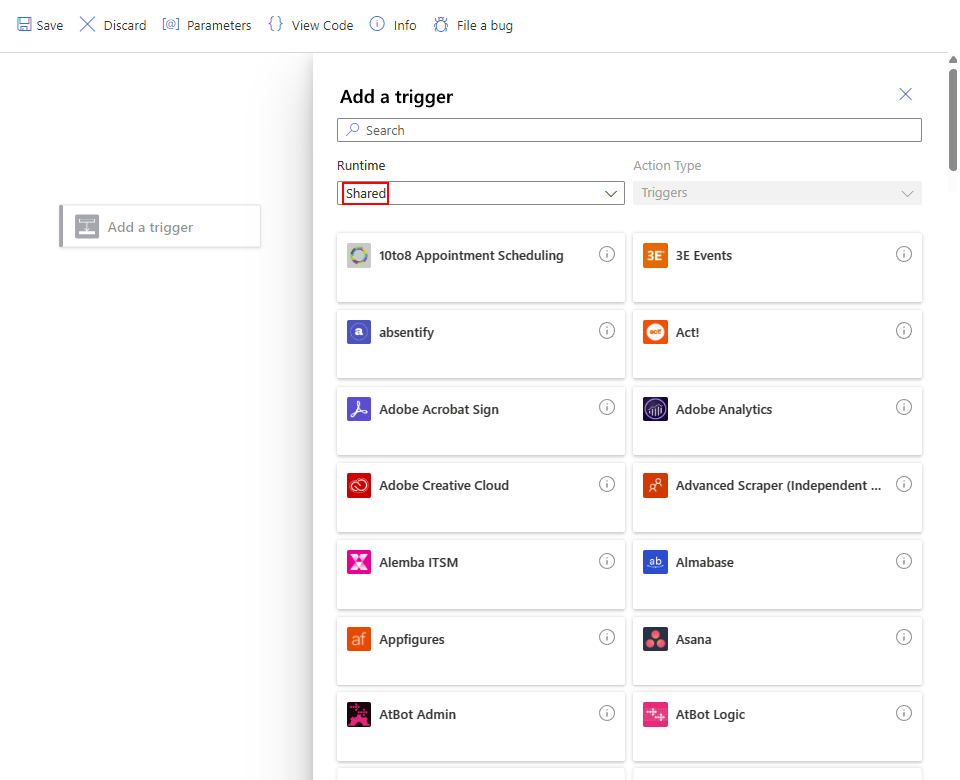 Save Discard Parameters View Code Info File a bug
Add a trigger
Search
Runtime Action Type
Shared Triggers
Add a trigger
10to8 Appointment Scheduling 3E Events
absentify Act!
Adobe Acrobat Sign Adobe Analytics
Adobe Creative Cloud Advanced Scraper (Independent ...
Alemba ITSM Almabase
Appfigures Asana
AtBot Admin AtBot Logic